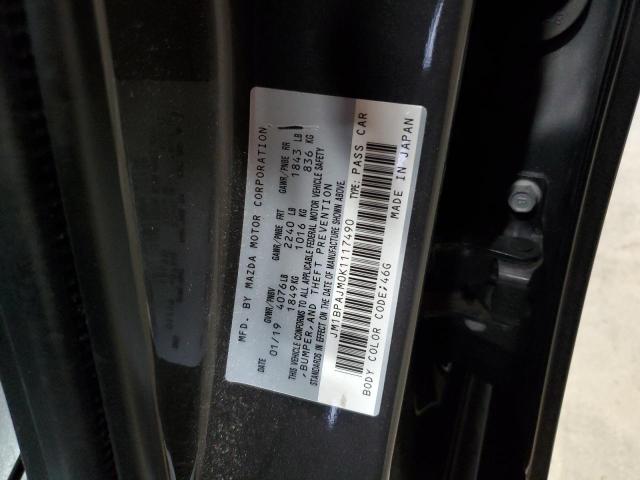 MFD. BY MAZDA MOTOR CORPORATION
DATE GVWR/PNBV GAWR/PNBE FRT GAWR/PNBE RR
01/19 4076LB 2240 LB 1843 LB
1849KG 1016 KG 836 KG
THIS VEHICLE CONFORMS TO ALL APPLICABLE FEDERAL MOTOR VEHICLE SAFETY
,BUMPER,AND THEFT PREVENTION
STANDARDS IN EFFECT ON THE DATE OF MANUFACTURE SHOWN ABOVE
JM1BPAJM0K1117490 TYPE: PASS CAR
BODY COLOR CODE;46G MADE IN JAPAN